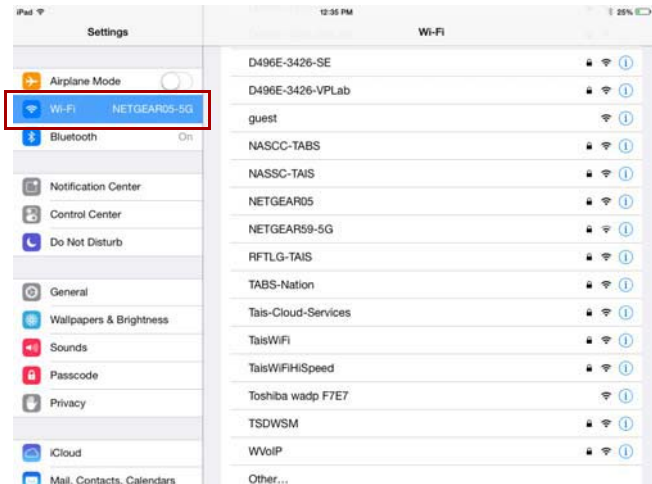 iPad
12:35 PM
25%
Settings
Wi-Fi
Airplane Mode
Wi-Fi NETGEAR05-5G
Bluetooth On
Notification Center
Control Center
Do Not Disturb
General
Wallpapers & Brightness
Sounds
Passcode
Privacy
iCloud
Mail, Contacts, Calendars
D496E-3426-SE
D496E-3426-VPLab
guest
NASCC-TABS
NASSC-TAIS
NETGEAR05
NETGEAR59-5G
RFTLG-TAIS
TABS-Nation
Tais-Cloud-Services
TaisWiFi
TaisWiFiHiSpeed
Toshiba wadp F7E7
TSDWSM
WVoIP
Other...